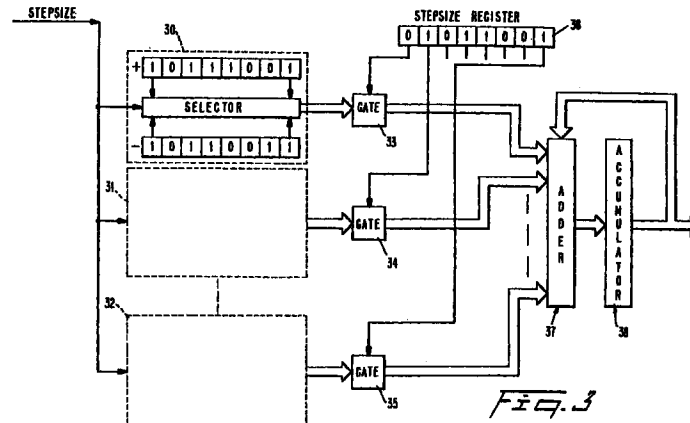 STEPSIZE
STEPSIZE REGISTER
30
36
0 1 0 1 1 0 0 1
+ 1 0 1 1 1 0 0 1
SELECTOR
- 1 0 1 1 0 0 1 1
GATE
33
31
GATE
34
ADDER
37
ACCUMULATOR
38
32
GATE
35
Fig. 3